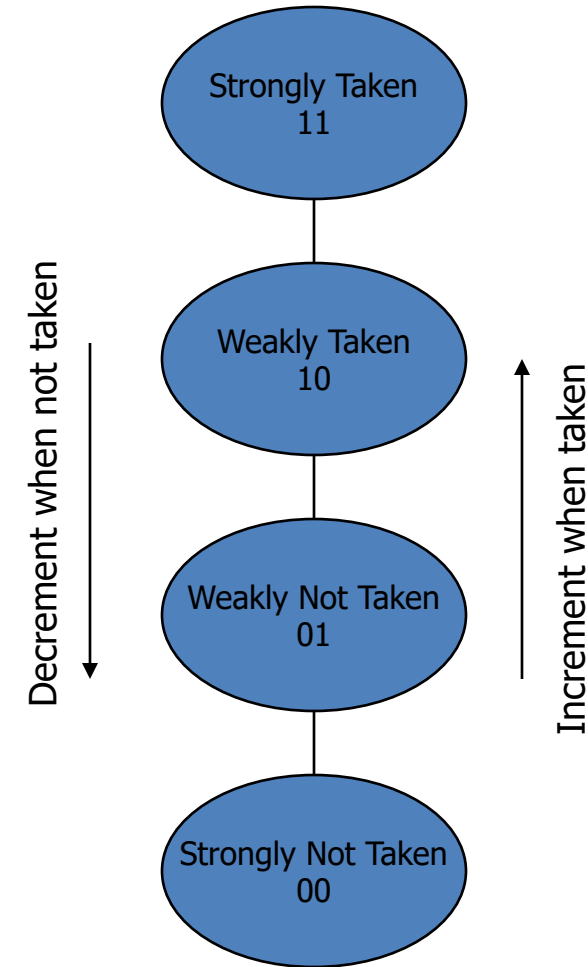 Strongly Taken
11
Weakly Taken
10
Weakly Not Taken
01
Strongly Not Taken
00
Decrement when not taken
Increment when taken